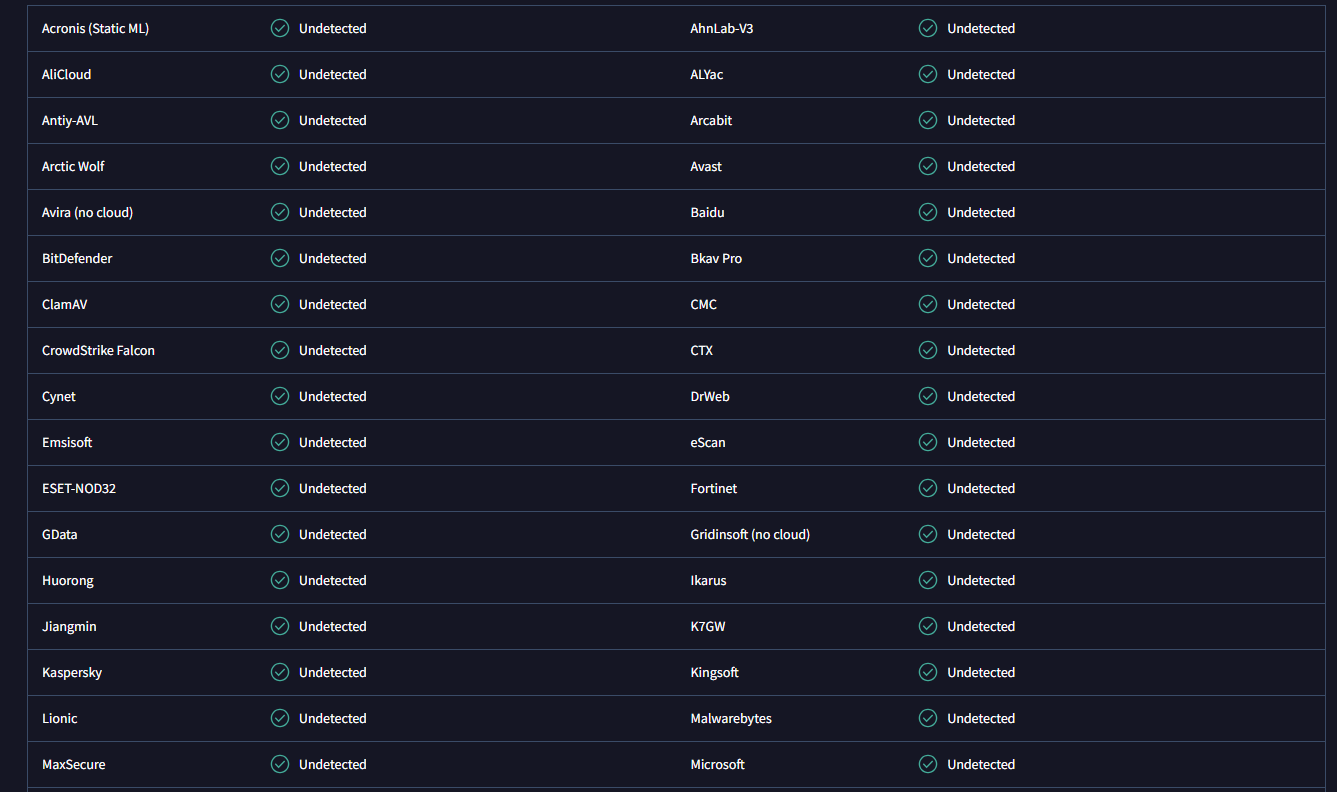 Acronis (Static ML) Undetected AhnLab-V3 Undetected
AliCloud Undetected ALYac Undetected
Antiy-AVL Undetected Arcabit Undetected
Arctic Wolf Undetected Avast Undetected
Avira (no cloud) Undetected Baidu Undetected
BitDefender Undetected Bkav Pro Undetected
ClamAV Undetected CMC Undetected
CrowdStrike Falcon Undetected CTX Undetected
Cynet Undetected DrWeb Undetected
Emsisoft Undetected eScan Undetected
ESET-NOD32 Undetected Fortinet Undetected
GData Undetected Gridinsoft (no cloud) Undetected
Huorong Undetected Ikarus Undetected
Jiangmin Undetected K7GW Undetected
Kaspersky Undetected Kingsoft Undetected
Lionic Undetected Malwarebytes Undetected
MaxSecure Undetected Microsoft Undetected